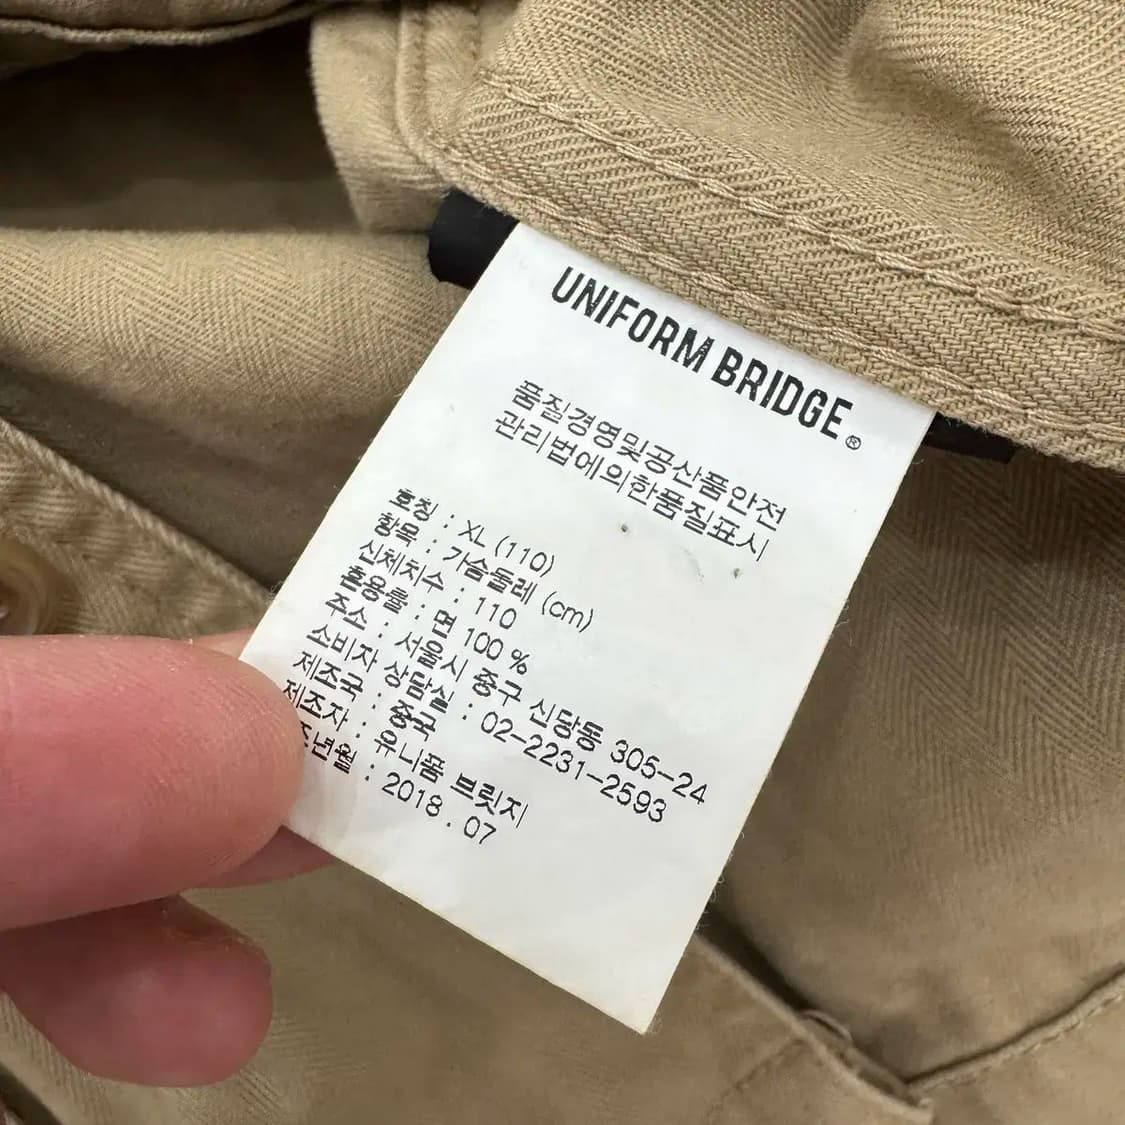 UNIFORM BRIDGE®
품질경영및공산품안전
관리법에의한품질표시
호칭 : XL (110)
항목 : 가슴둘레 (cm)
신체치수 : 110
혼용률 : 면 100 %
주소 : 서울시 중구 신당동 305-24
소비자 상담실 : 02-2231-2593
제조국 : 중국
제조자 : 유니폼 브릿지
조년월 : 2018 . 07